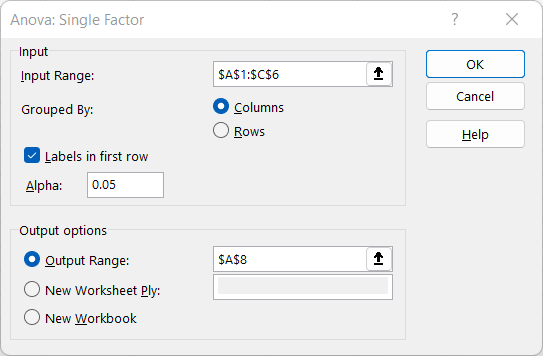 Anova: Single Factor
?
Input
Input Range:
$A$1:$C$6
OK
Grouped By:
Columns
Cancel
Rows
Help
Labels in first row
Alpha:
0.05
Output options
Output Range:
$A$8
New Worksheet Ply:
New Workbook